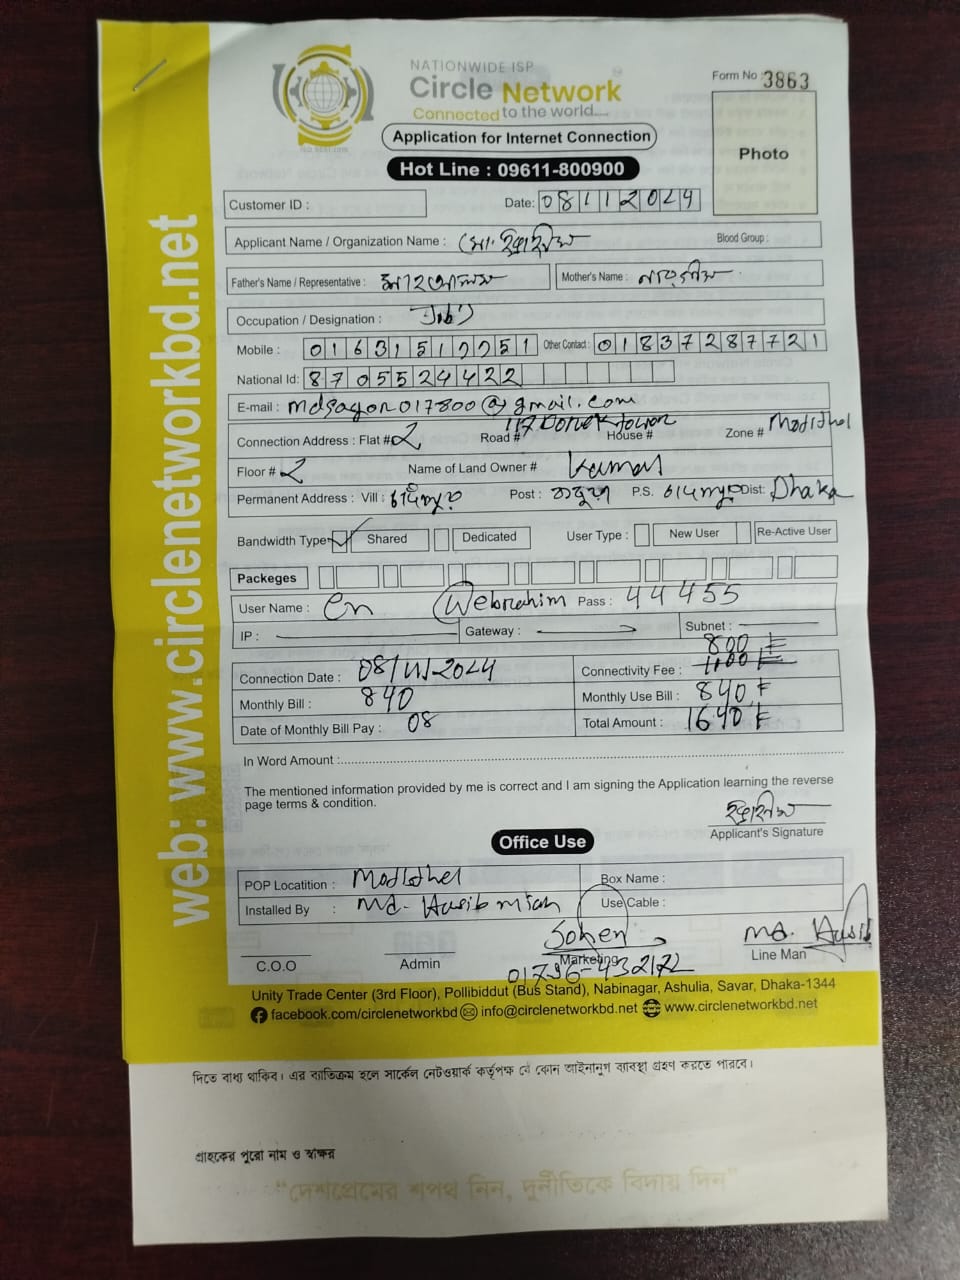 NATIONWIDE ISP
Circle Network
Connected to the world.....
Form No 3863
Application for Internet Connection
Photo
Hot Line : 09611-800900
Customer ID : Date: 08112024
Applicant Name / Organization Name : মো. ইব্রাহীম Blood Group :
Father's Name / Representative : Mother's Name :
Occupation / Designation : Job
Mobile : Other Contact : 01837287721
National Id: 8705524422
E-mail : mdsagor017800@gmail.com
Connection Address : Flat # 2 Road # 117 House # Zone #
Floor # 2 Name of Land Owner # Kamal
Permanent Address : Vill : চাঁদপুর Post : P.S. চাঁদপুর Dist: Dhaka
Bandwidth Type Shared Dedicated User Type : New User Re-Active User
Packeges
User Name : cn @ebrahim Pass : 44455
IP : Gateway : Subnet :
800
Connection Date : 08/11/2024 Connectivity Fee :
Monthly Bill : 840 Monthly Use Bill : 840
Date of Monthly Bill Pay : 08 Total Amount : 1640
In Word Amount :
The mentioned information provided by me is correct and I am signing the Application learning the reverse
page terms & condition.
ইব্রাহীম
Applicant's Signature
Office Use
POP Locatition : Box Name :
Installed By : Md. Hasib miah Use Cable :
Md. Hasib
C.O.O Admin Marketing Line Man
01796-432172
Unity Trade Center (3rd Floor), Pollibiddut (Bus Stand), Nabinagar, Ashulia, Savar, Dhaka-1344
facebook.com/circlenetworkbd info@circlenetworkbd.net www.circlenetworkbd.net
web: www.circlenetworkbd.net
দিতে বাধ্য থাকিব। এর ব্যতিক্রম হলে সার্কেল নেটওয়ার্ক কর্তৃপক্ষ যে কোন আইনানুগ ব্যবস্থা গ্রহণ করতে পারবে।
গ্রাহকের পুরো নাম ও স্বাক্ষর
“দেশপ্রেমের শপথ নিন, দুর্নীতিকে বিদায় দিন”